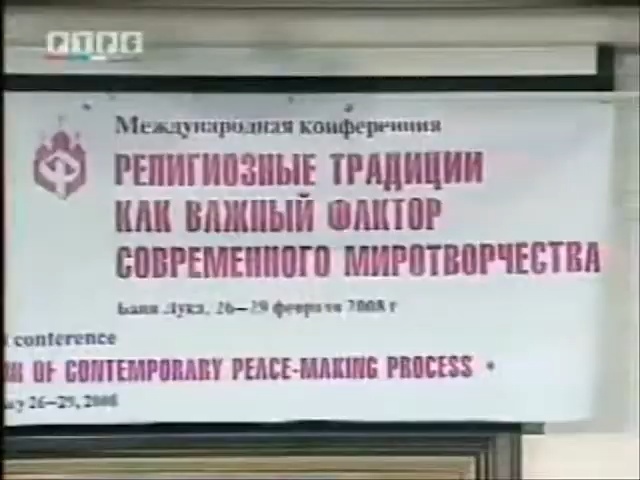 РТРС
Международная конференция
РЕЛИГИОЗНЫЕ ТРАДИЦИИ
КАК ВАЖНЫЙ ФАКТОР
СОВРЕМЕННОГО МИРОТВОРЧЕСТВА
Баня Лука, 26–29 февраля 2008 г
conference
OF CONTEMPORARY PEACE-MAKING PROCESS •
26–29, 2008